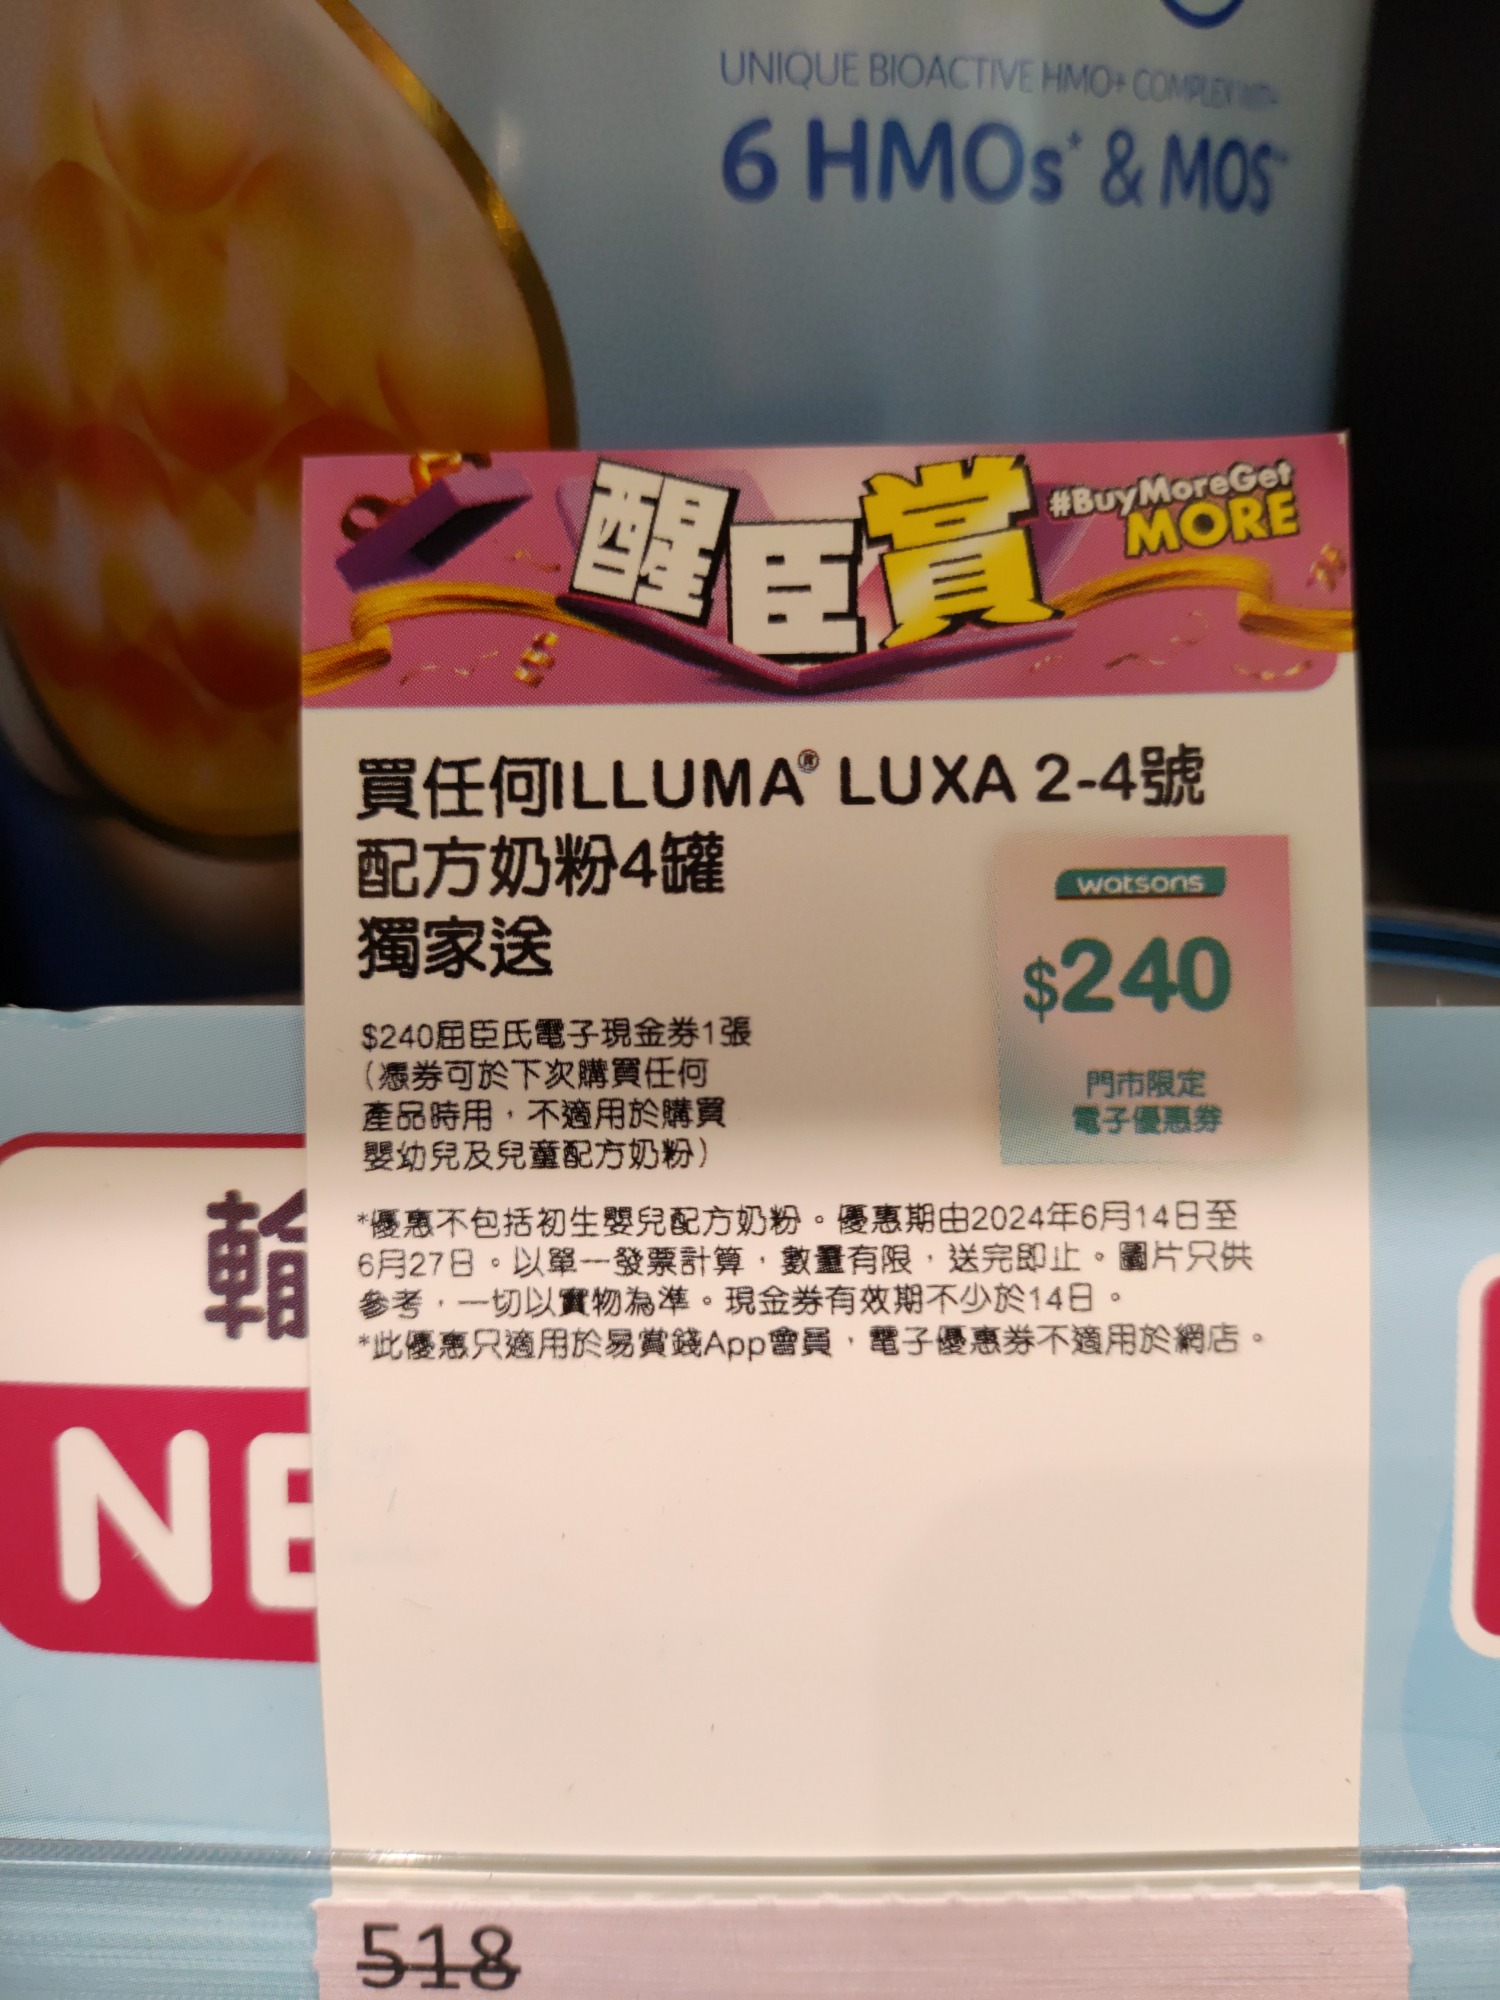 UNIQUE BIOACTIVE HMO+ COMPLEX WITH
6 HMOs* & MOS**
醒臣賞
#BuyMoreGet
MORE
買任何ILLUMA® LUXA 2-4號
配方奶粉4罐
獨家送
watsons
$240
門市限定
電子優惠券
$240屈臣氏電子現金券1張
（憑券可於下次購買任何
產品時用，不適用於購買
嬰幼兒及兒童配方奶粉）
*優惠不包括初生嬰兒配方奶粉。優惠期由2024年6月14日至
6月27日。以單一發票計算，數量有限，送完即止。圖片只供
參考，一切以實物為準。現金券有效期不少於14日。
*此優惠只適用於易賞錢App會員，電子優惠券不適用於網店。
NE
518